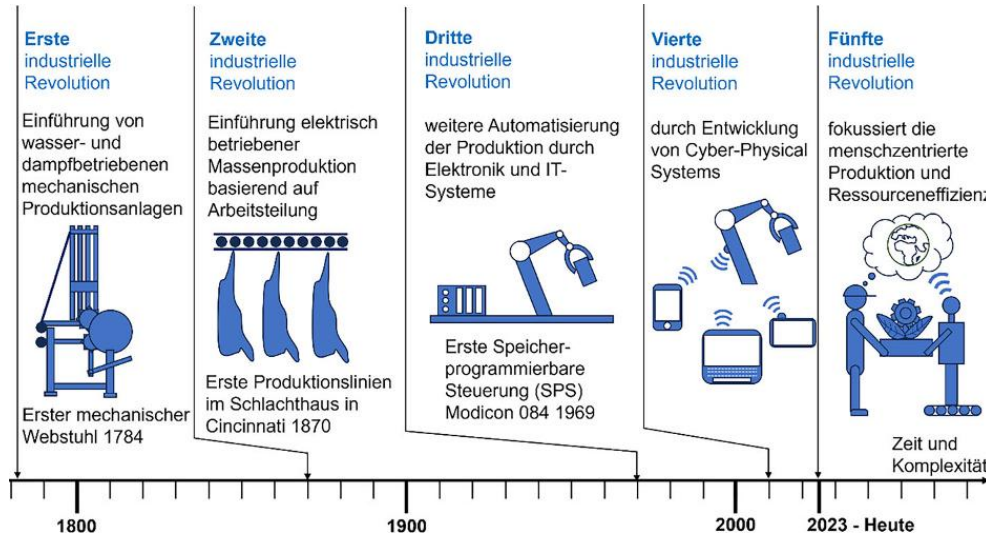 Erste
industrielle
Revolution
Einführung von
wasser- und
dampfbetriebenen
mechanischen
Produktionsanlagen
Erster mechanischer
Webstuhl 1784
Zweite
industrielle
Revolution
Einführung elektrisch
betriebener
Massenproduktion
basierend auf
Arbeitsteilung
Erste Produktionslinien
im Schlachthaus in
Cincinnati 1870
Dritte
industrielle
Revolution
weitere Automatisierung
der Produktion durch
Elektronik und IT-
Systeme
Erste Speicher-
programmierbare
Steuerung (SPS)
Modicon 084 1969
Vierte
industrielle
Revolution
durch Entwicklung
von Cyber-Physical
Systems
Fünfte
industrielle
Revolution
fokussiert die
menschzentrierte
Produktion und
Ressourceneffizienz
Zeit und
Komplexität
1800
1900
2000
2023 - Heute